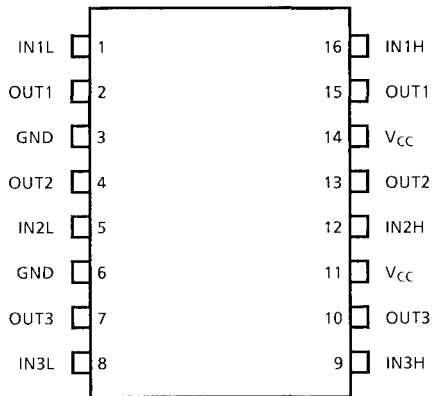 IN1L 1 16 IN1H
OUT1 2 15 OUT1
GND 3 14 VCC
OUT2 4 13 OUT2
IN2L 5 12 IN2H
GND 6 11 VCC
OUT3 7 10 OUT3
IN3L 8 9 IN3H